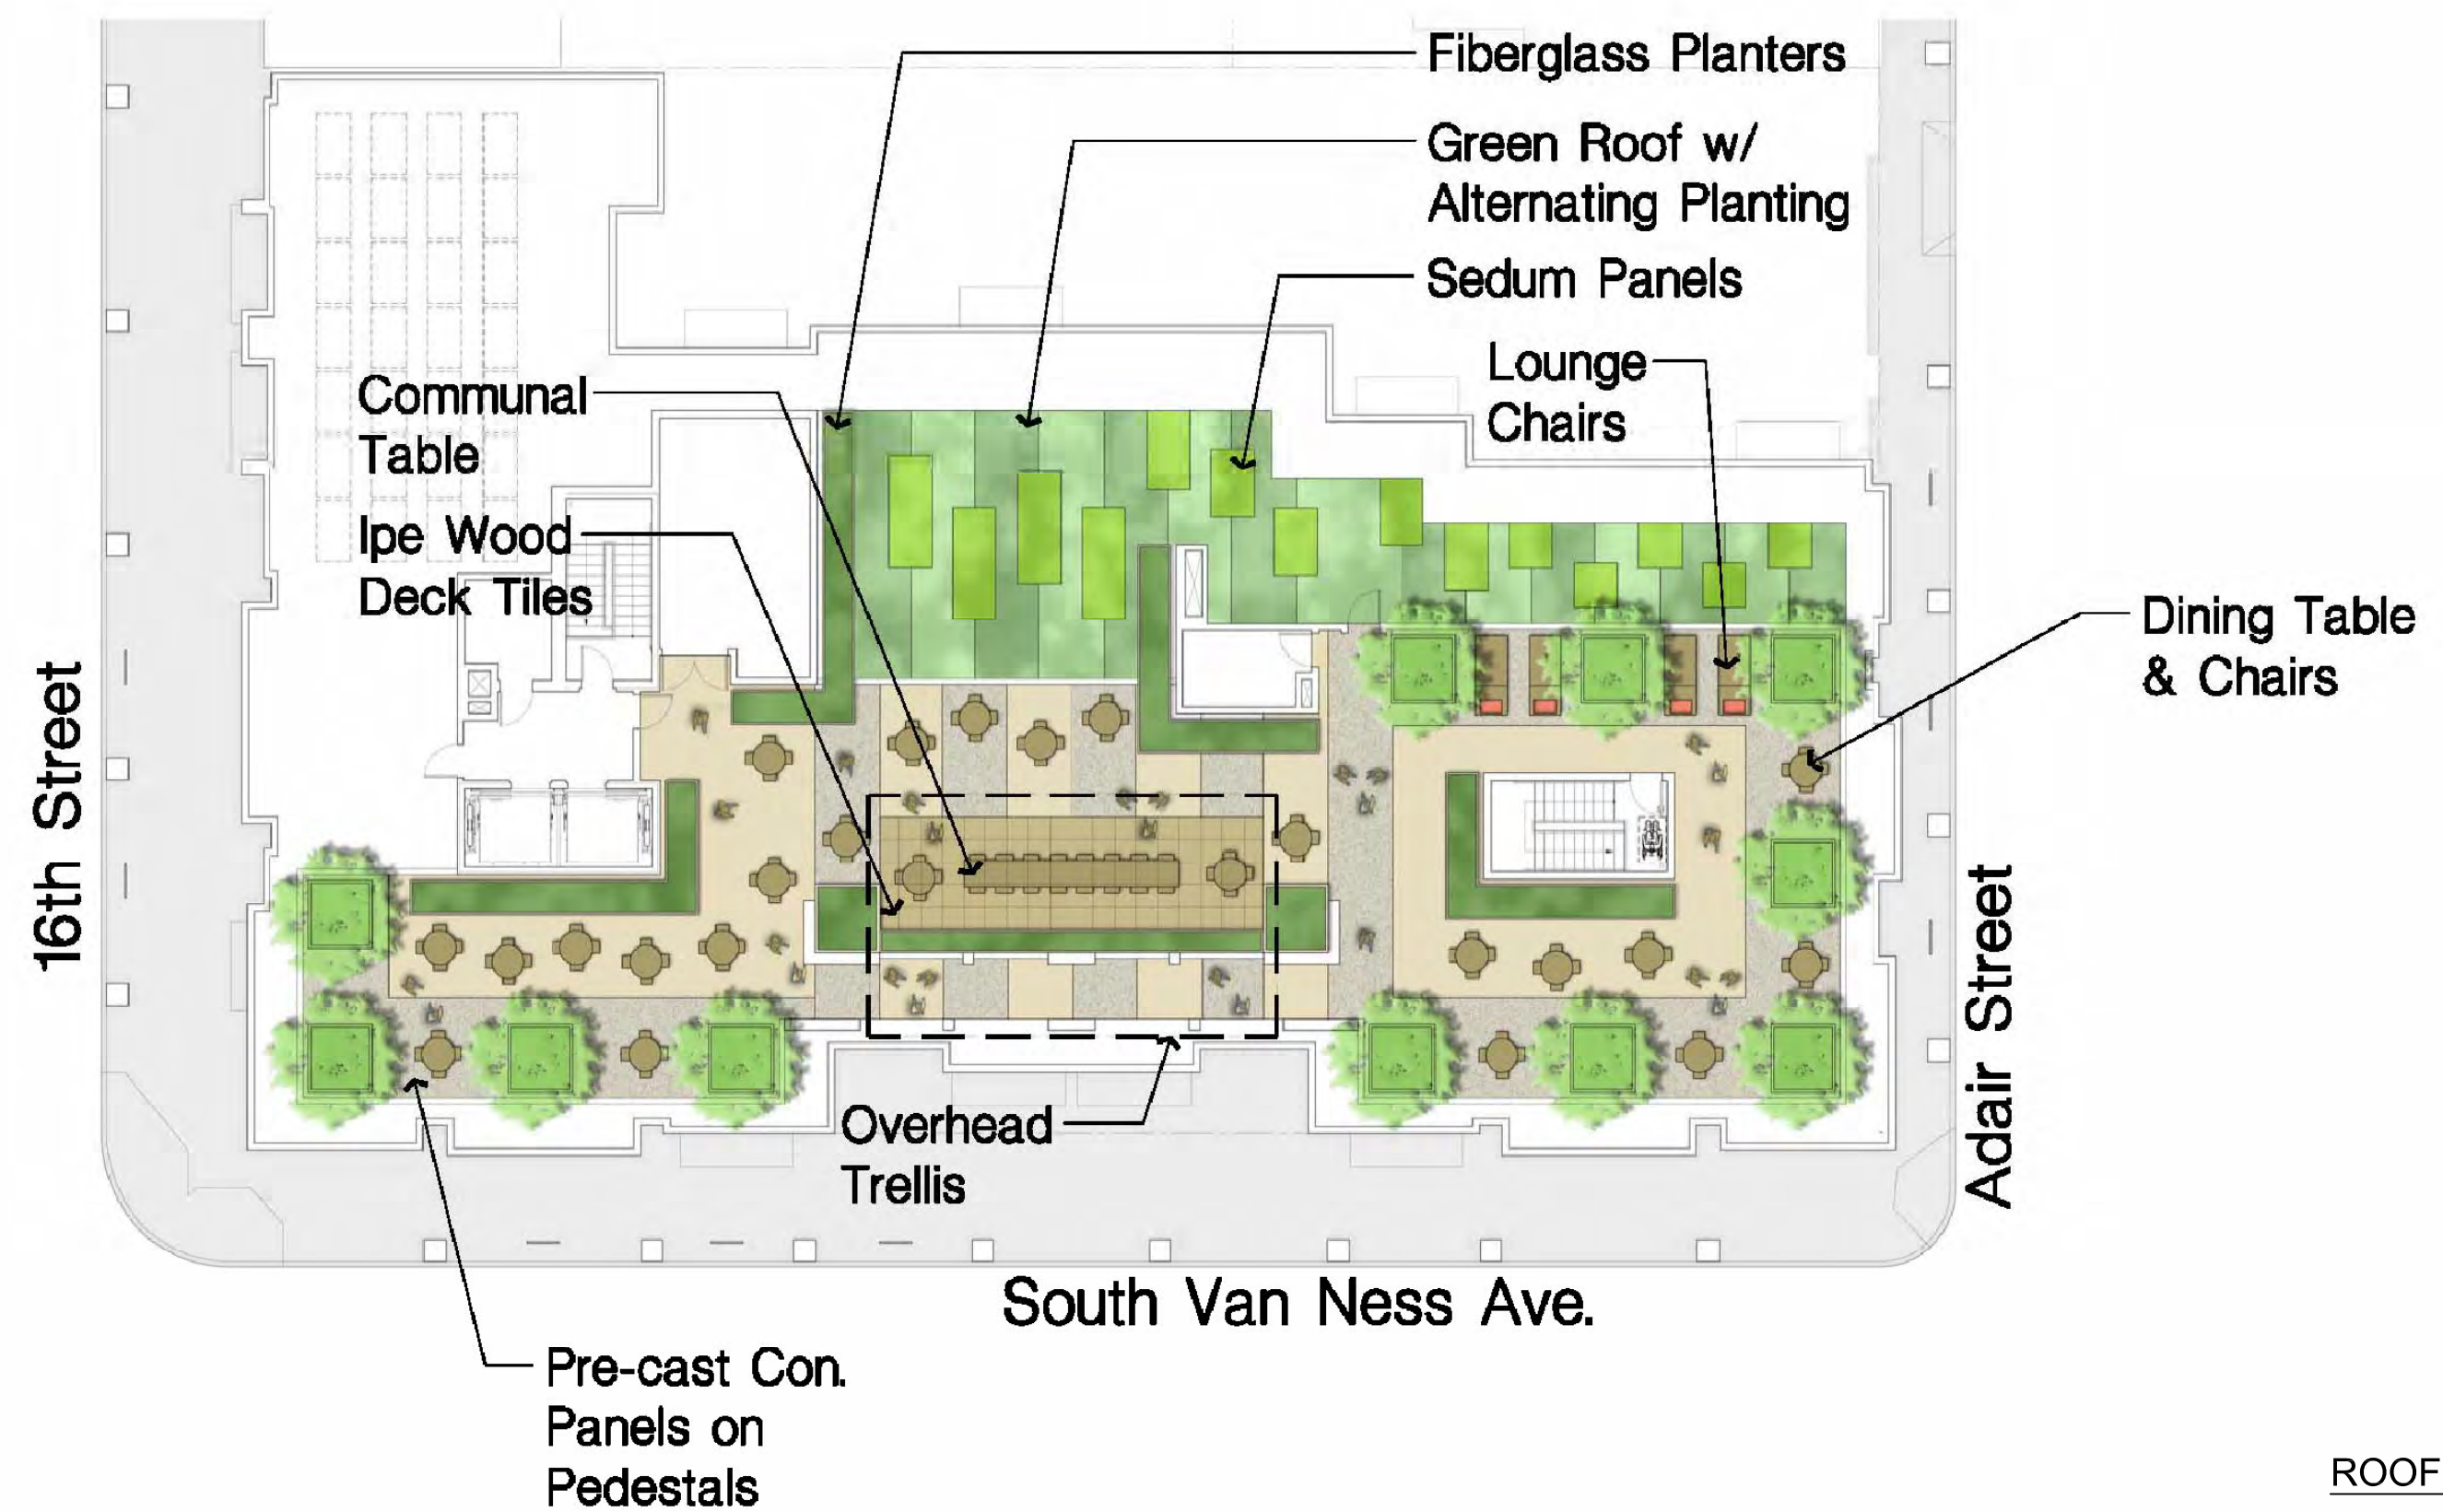 Fiberglass Planters
Green Roof w/
Alternating Planting
Sedum Panels
Lounge
Chairs
Communal
Table
Ipe Wood
Deck Tiles
Dining Table
& Chairs
16th Street
Adair Street
Overhead
Trellis
South Van Ness Ave.
Pre-cast Con.
Panels on
Pedestals
ROOF